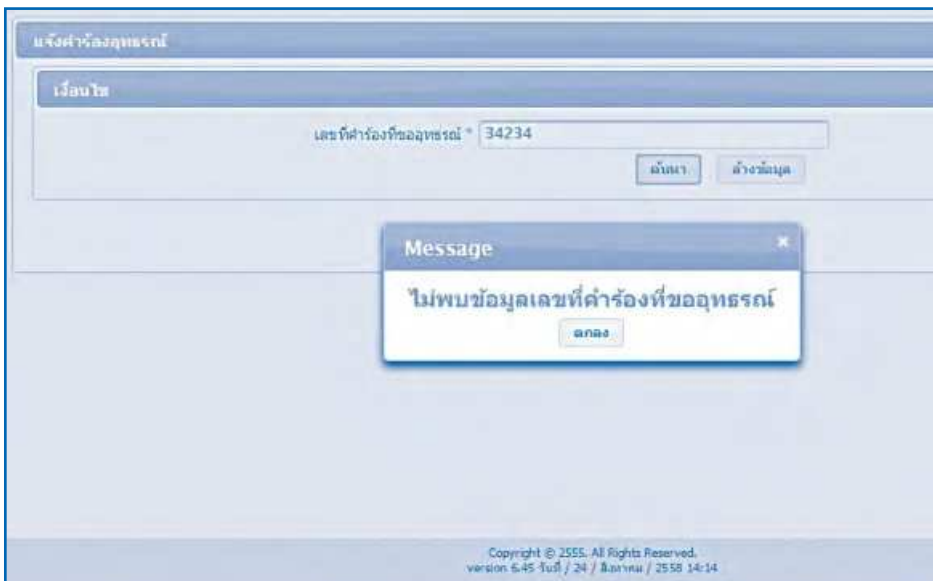 แจ้งคำร้องอุทธรณ์
เงื่อนไข
เลขที่คำร้องที่ขออุทธรณ์ * 34234
ค้นหา ล้างข้อมูล
Message ×
ไม่พบข้อมูลเลขที่คำร้องที่ขออุทธรณ์
ตกลง
Copyright © 2555. All Rights Reserved.
version 6.45 วันที่ / 24 / สิงหาคม / 2558 14:14